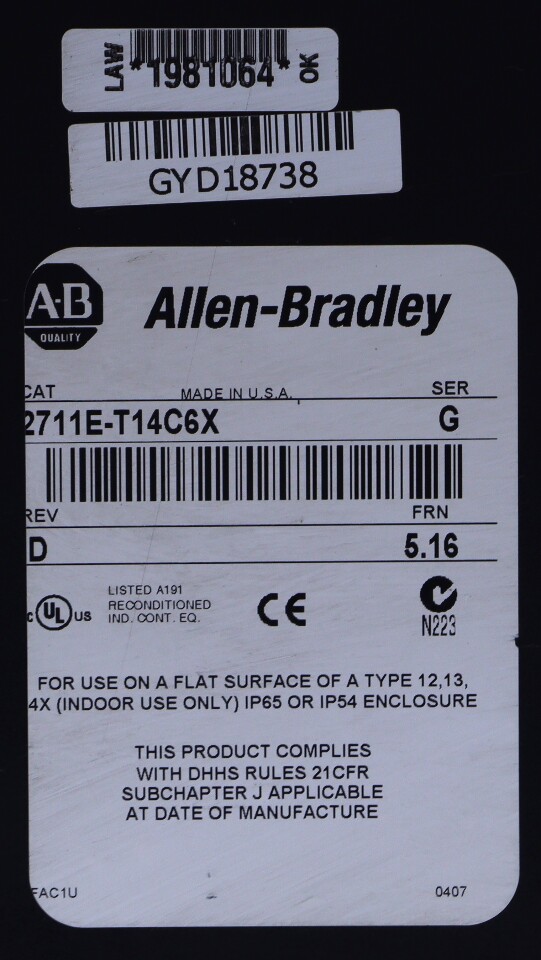 LAW *1981064* OK
GYD18738
A-B Allen-Bradley
QUALITY
CAT MADE IN U.S.A. SER
2711E-T14C6X G
REV FRN
D 5.16
C UL US LISTED A191
RECONDITIONED
IND. CONT. EQ.
CE
N223
FOR USE ON A FLAT SURFACE OF A TYPE 12,13,
4X (INDOOR USE ONLY) IP65 OR IP54 ENCLOSURE
THIS PRODUCT COMPLIES
WITH DHHS RULES 21CFR
SUBCHAPTER J APPLICABLE
AT DATE OF MANUFACTURE
FAC1U 0407